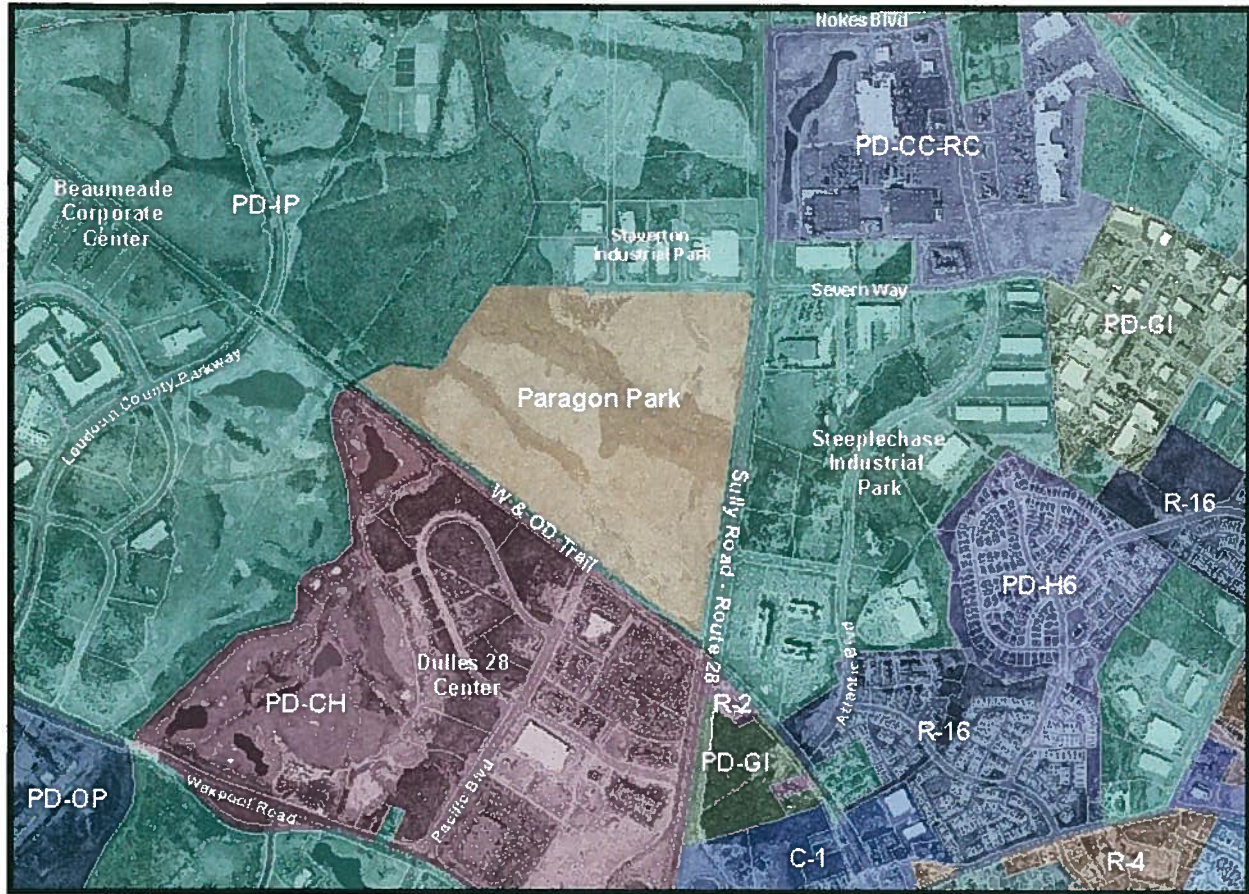 Nokes Blvd
PD-CC-RC
Beaumeade
Corporate
Center
PD-IP
Staverton
Industrial Park
Severn Way
PD-GI
Loudoun County Parkway
Paragon Park
Steeplechase
Industrial
Park
R-16
W & OD Trail
Sully Road - Route 28
PD-H6
Dulles 28
Center
PD-CH
Atlantic Blvd
R-2
R-16
PD-GI
PD-OP
Waxpool Road
Pacific Blvd
C-1
R-4